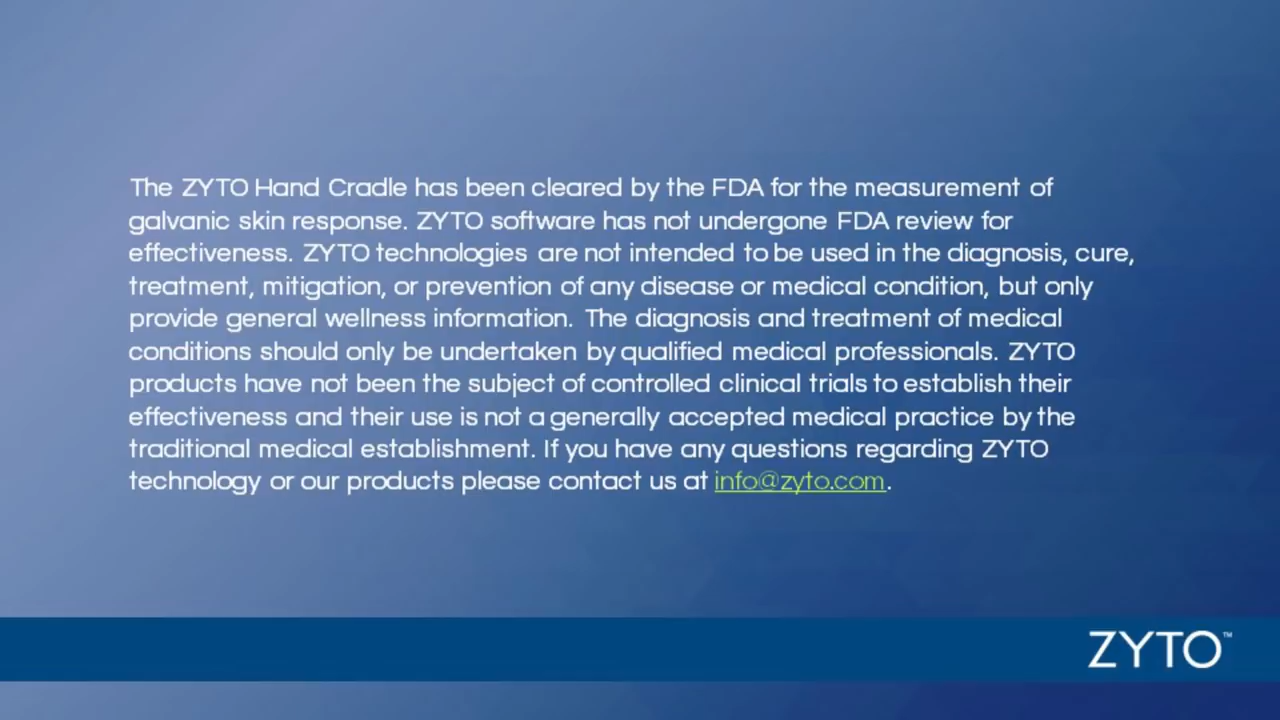 The ZYTO Hand Cradle has been cleared by the FDA for the measurement of
galvanic skin response. ZYTO software has not undergone FDA review for
effectiveness. ZYTO technologies are not intended to be used in the diagnosis, cure,
treatment, mitigation, or prevention of any disease or medical condition, but only
provide general wellness information. The diagnosis and treatment of medical
conditions should only be undertaken by qualified medical professionals. ZYTO
products have not been the subject of controlled clinical trials to establish their
effectiveness and their use is not a generally accepted medical practice by the
traditional medical establishment. If you have any questions regarding ZYTO
technology or our products please contact us at info@zyto.com.
ZYTO™